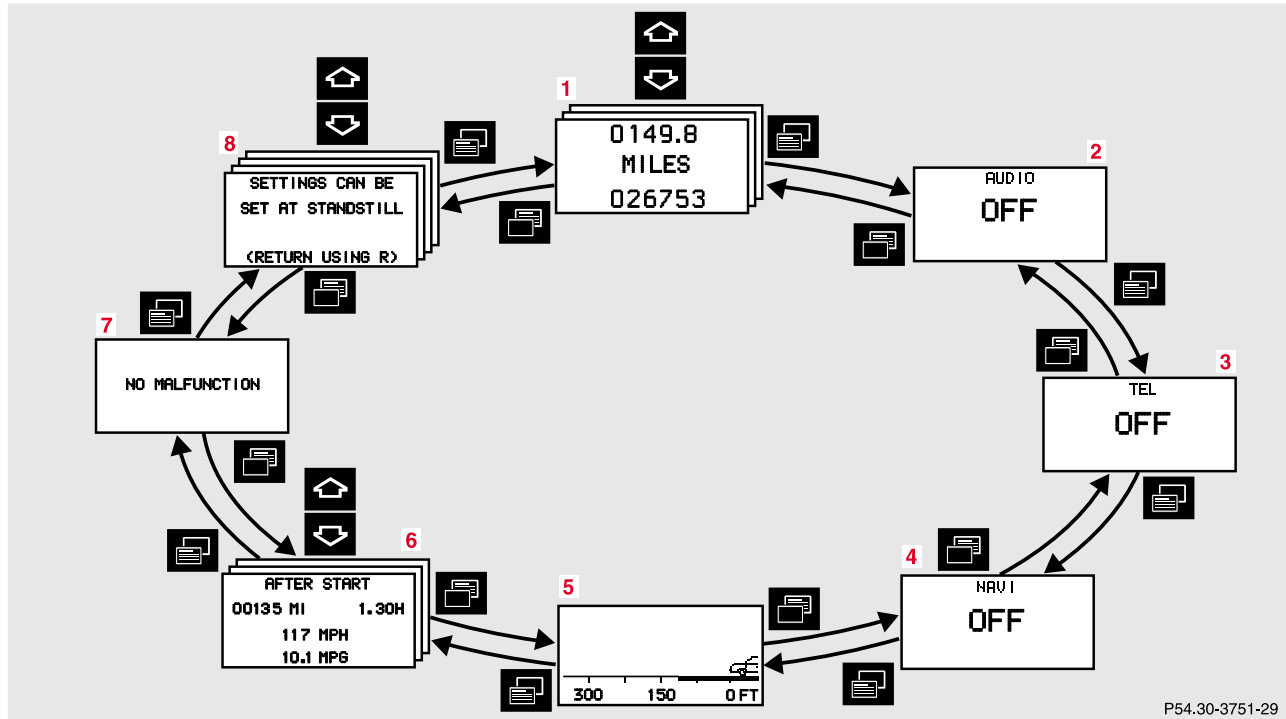 1
0149.8
MILES
026753
2
AUDIO
OFF
3
TEL
OFF
4
NAVI
OFF
5
300 150 0 FT
6
AFTER START
00135 MI 1.30H
117 MPH
10.1 MPG
7
NO MALFUNCTION
8
SETTINGS CAN BE
SET AT STANDSTILL
(RETURN USING R)
P54.30-3751-29